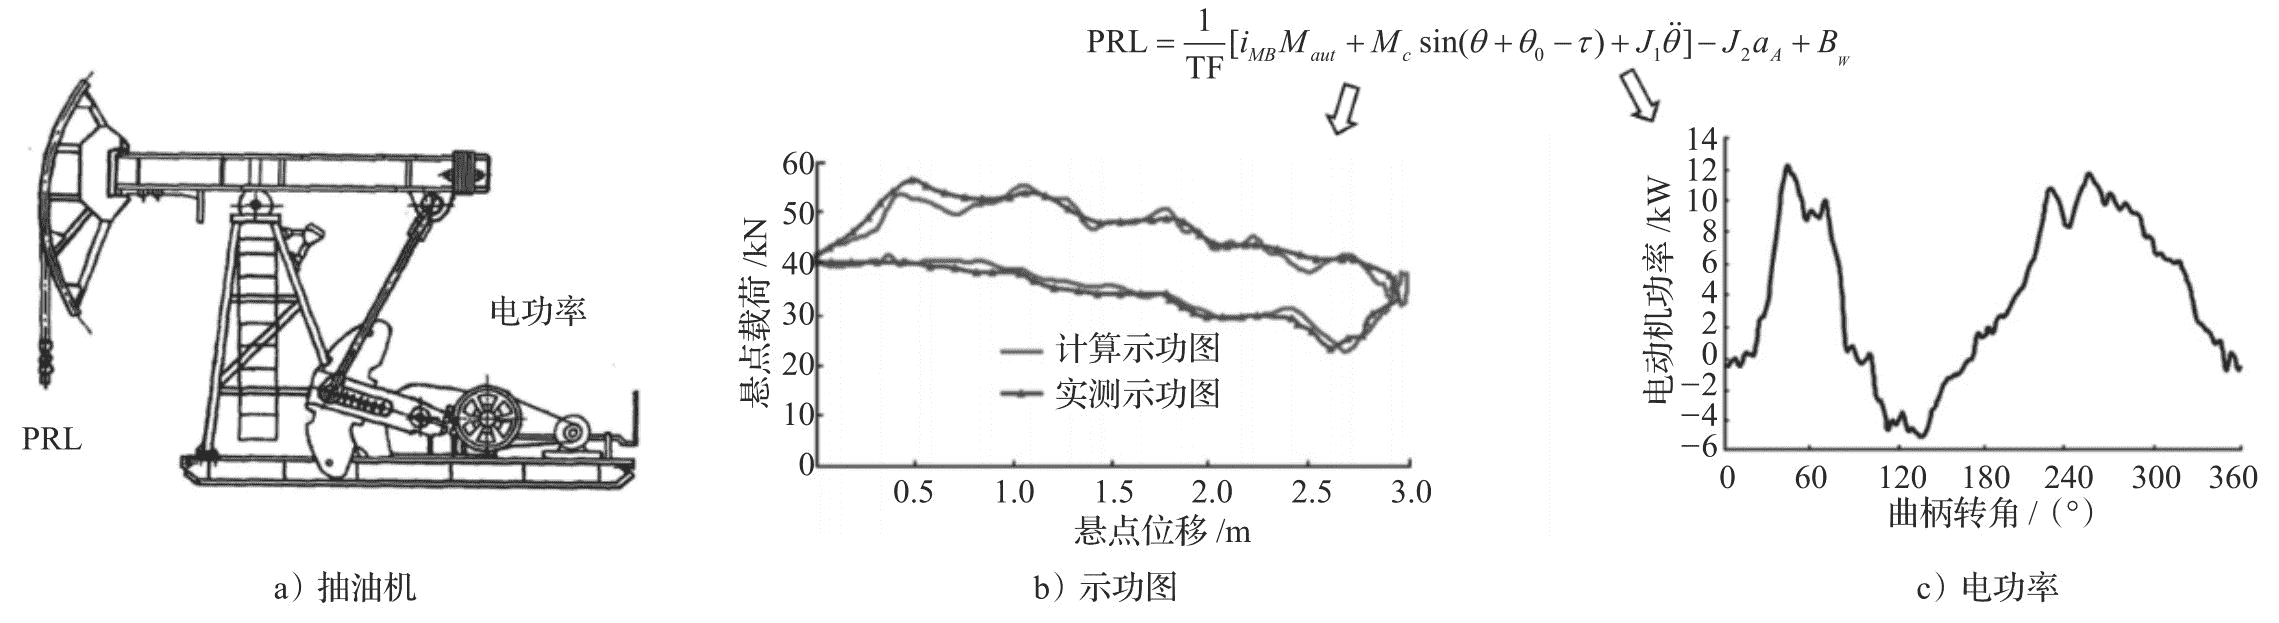 PRL = 1/TF [i_MB M_aut + M_c sin(θ + θ_0 − τ) + J_1 θ̈] − J_2 a_A + B_w
电功率
PRL
a）抽油机
悬点载荷 /kN
60
50
40
30
20
10
0
计算示功图
实测示功图
0.5 1.0 1.5 2.0 2.5 3.0
悬点位移 /m
b）示功图
电动机功率 /kW
14
12
10
8
6
4
2
0
−2
−4
−6
0 60 120 180 240 300 360
曲柄转角 /（°）
c）电功率